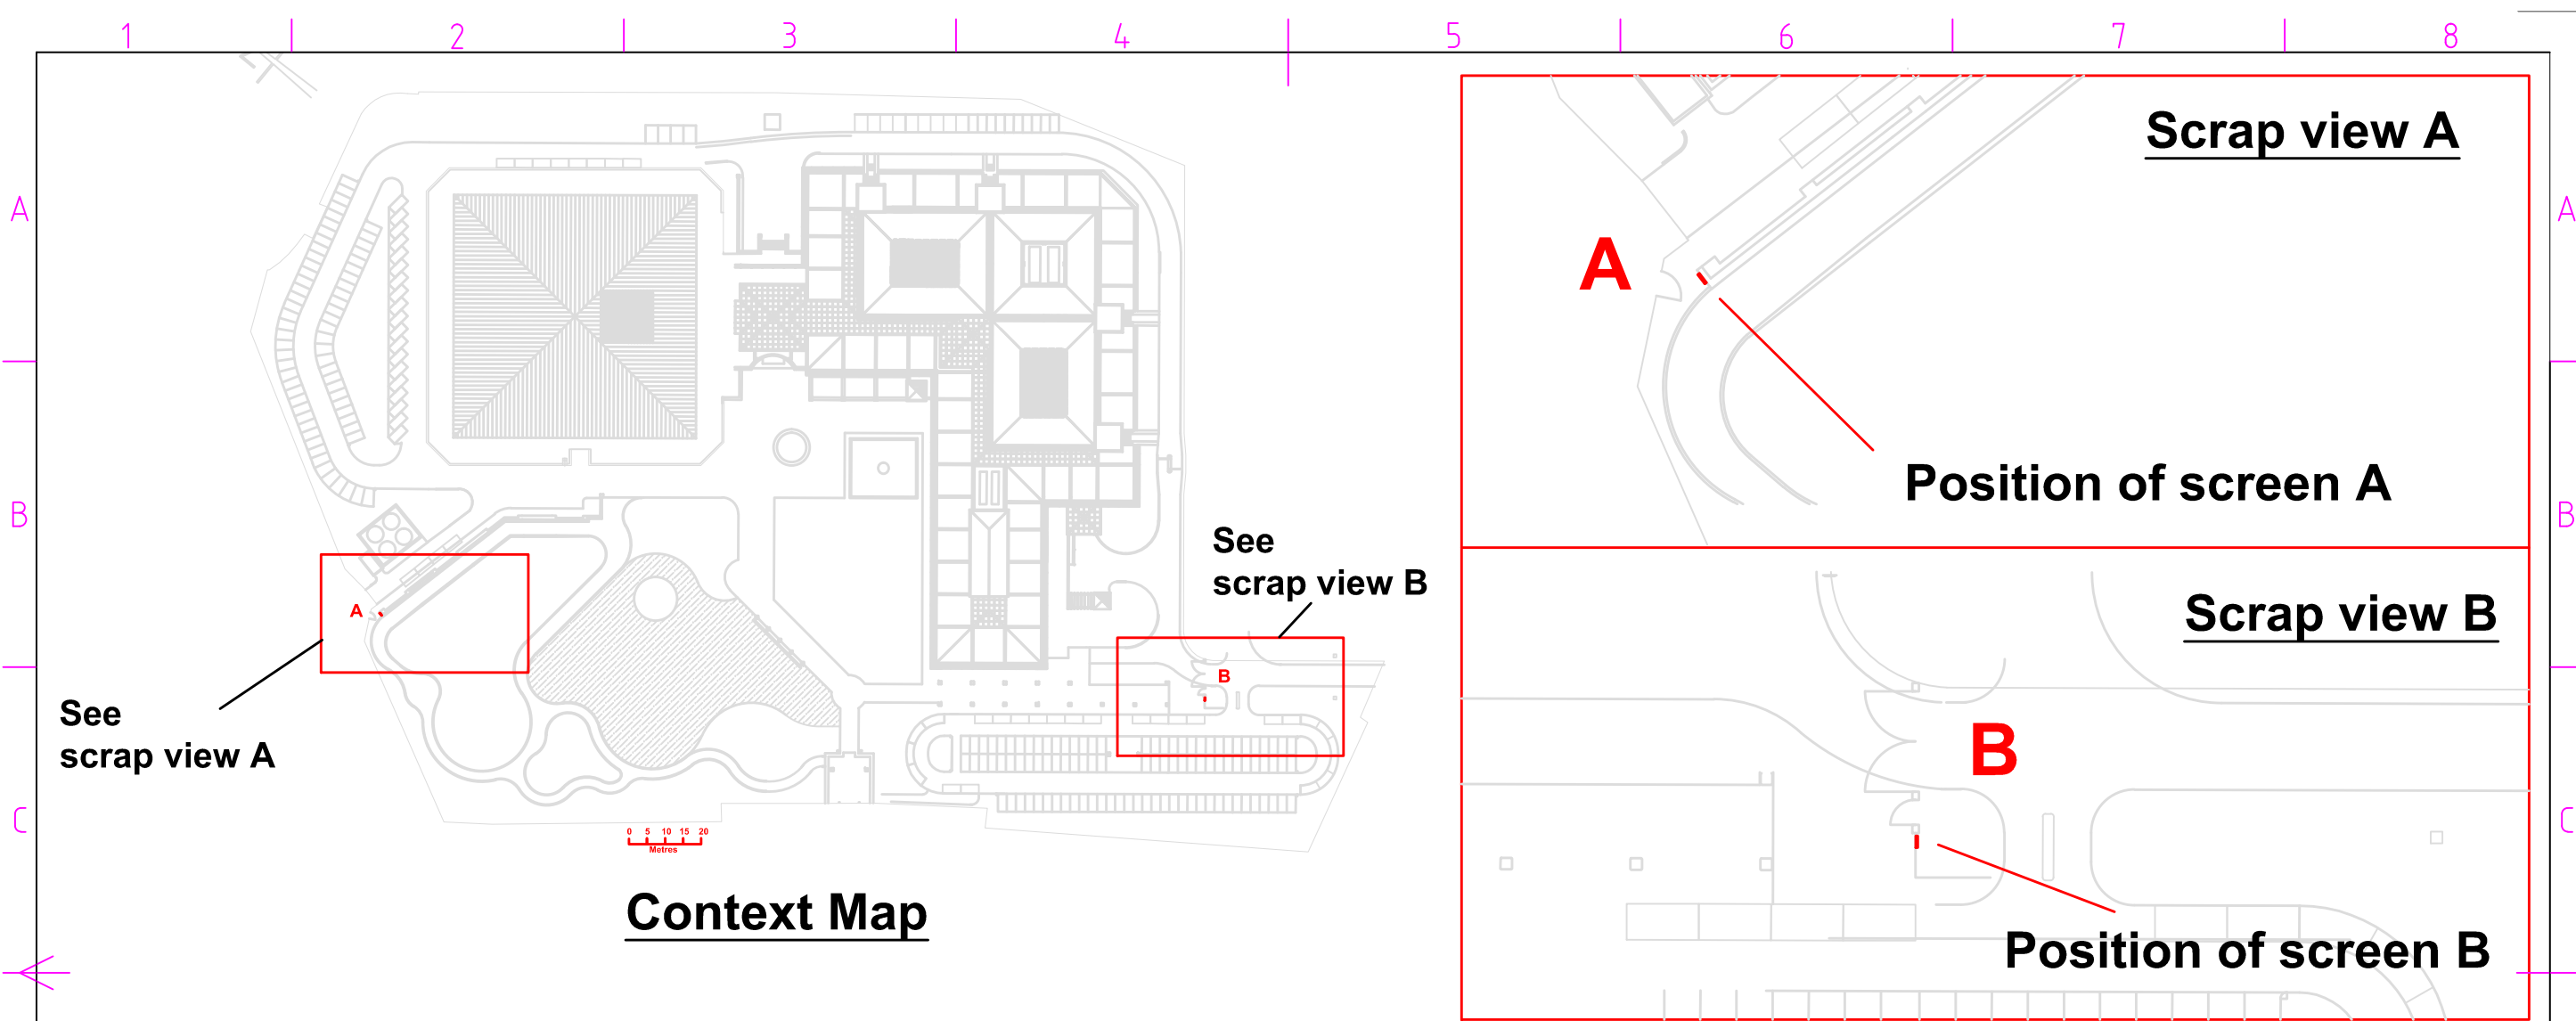 1 2 3 4 5 6 7 8
A
A
B
B
C
C
Scrap view A
A
Position of screen A
Scrap view B
B
Position of screen B
See
scrap view B
A
B
See
scrap view A
0 5 10 15 20
Metres
Context Map